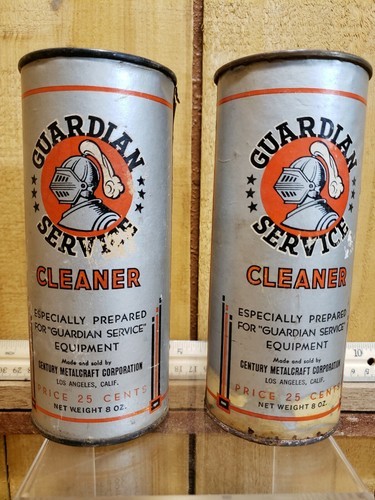 GUARDIAN
SERVICE
CLEANER
ESPECIALLY PREPARED
FOR "GUARDIAN SERVICE"
EQUIPMENT
Made and sold by
CENTURY METALCRAFT CORPORATION
LOS ANGELES, CALIF.
PRICE 25 CENTS
NET WEIGHT 8 OZ.
GUARDIAN
SERVICE
CLEANER
ESPECIALLY PREPARED
FOR "GUARDIAN SERVICE"
EQUIPMENT
Made and sold by
CENTURY METALCRAFT CORPORATION
LOS ANGELES, CALIF.
PRICE 25 CENTS
NET WEIGHT 8 OZ.
10